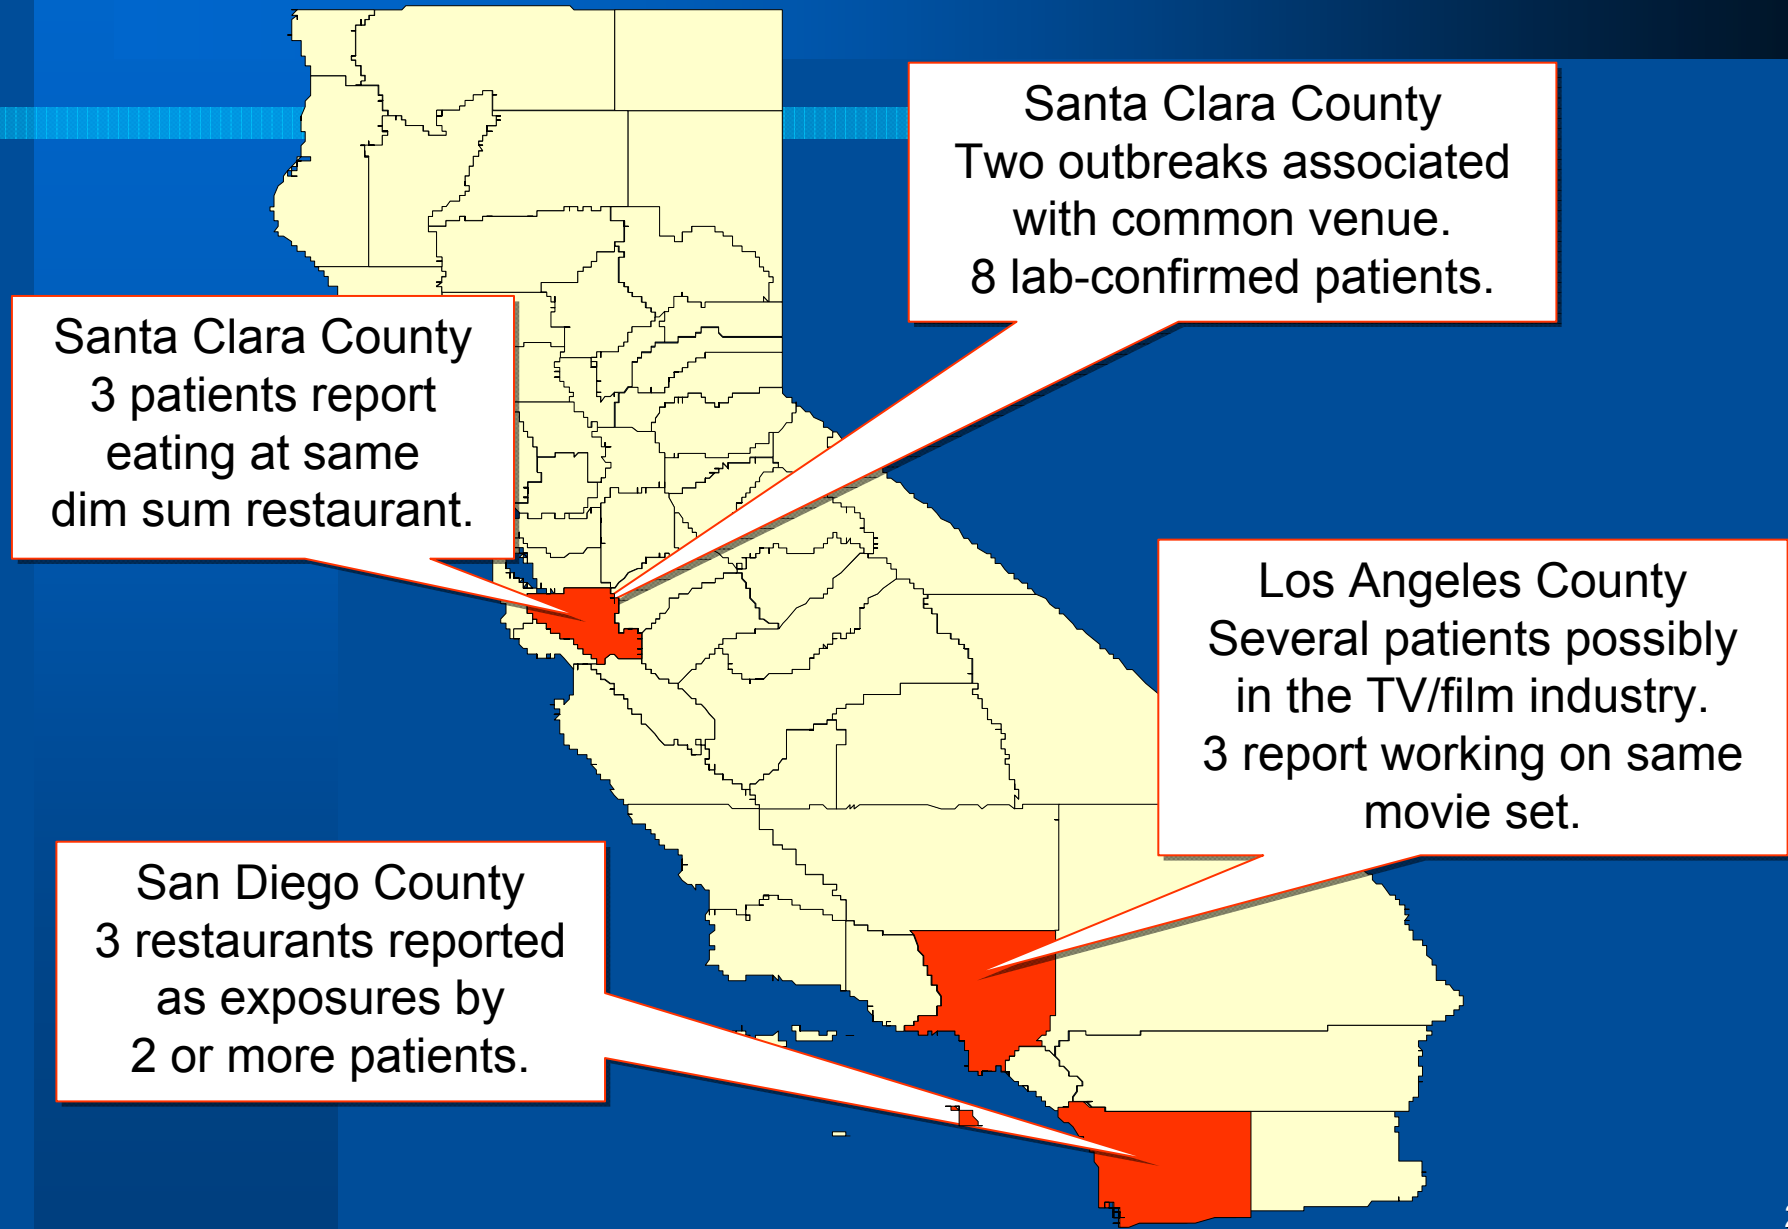 Santa Clara County
Two outbreaks associated
with common venue.
8 lab-confirmed patients.
Santa Clara County
3 patients report
eating at same
dim sum restaurant.
Los Angeles County
Several patients possibly
in the TV/film industry.
3 report working on same
movie set.
San Diego County
3 restaurants reported
as exposures by
2 or more patients.